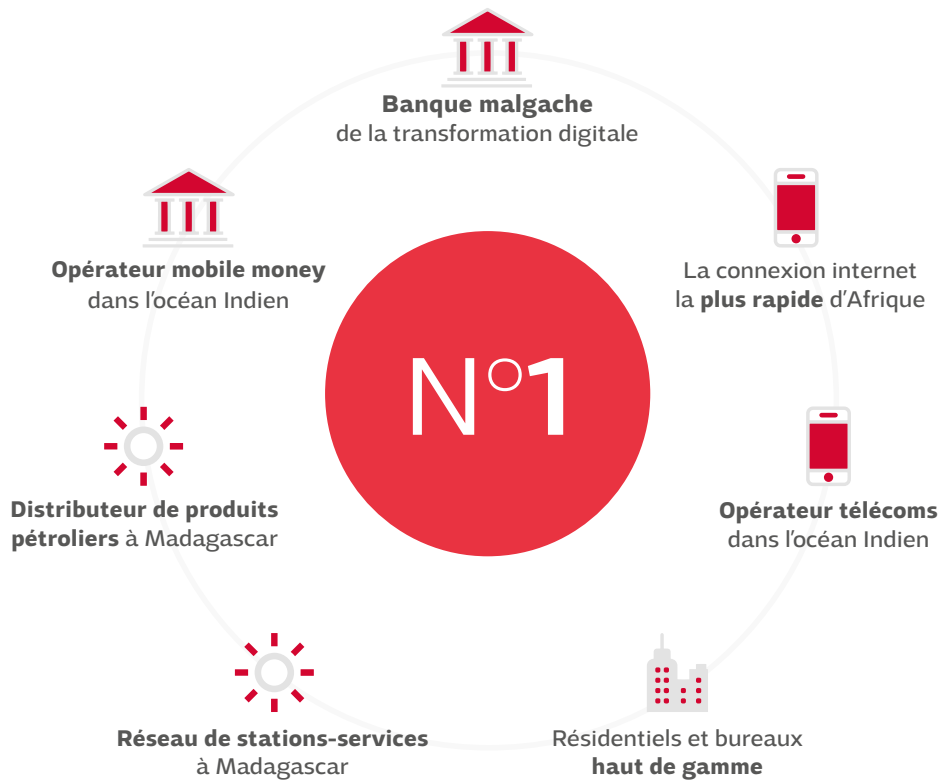 Banque malgache
de la transformation digitale
Opérateur mobile money
dans l'océan Indien
La connexion internet
la plus rapide d'Afrique
N°1
Distributeur de produits
pétroliers à Madagascar
Opérateur télécoms
dans l'océan Indien
Réseau de stations-services
à Madagascar
Résidentiels et bureaux
haut de gamme